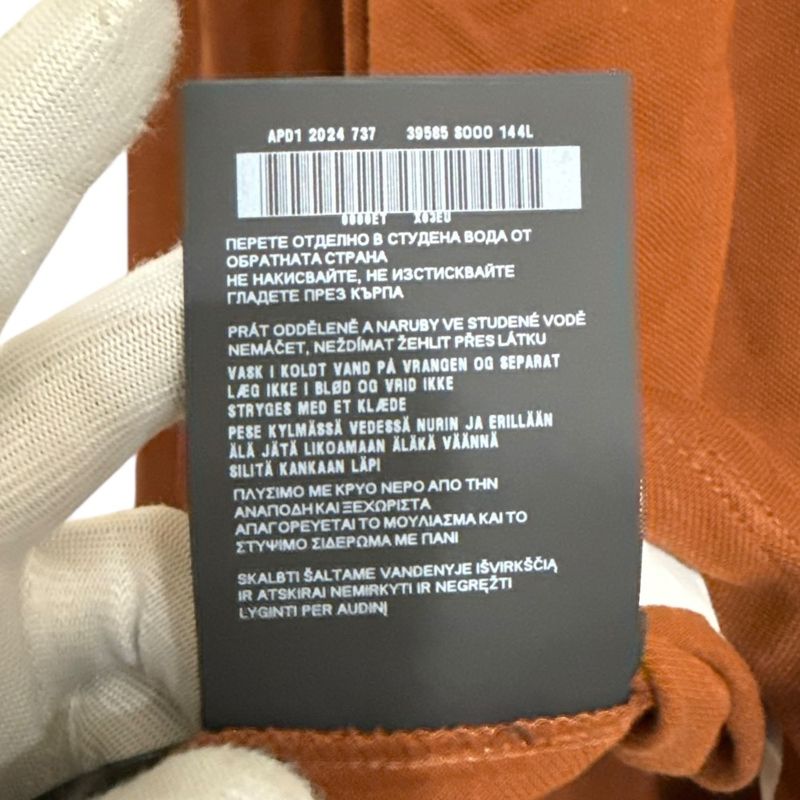 APD1 2024 737 39585 S000 144L
0000ET X03EU
ПЕРЕТЕ ОТДЕЛНО В СТУДЕНА ВОДА ОТ
ОБРАТНАТА СТРАНА
НЕ НАКИСВАЙТЕ, НЕ ИЗСТИСКВАЙТЕ
ГЛАДЕТЕ ПРЕЗ КЪРПА
PRÁT ODDĚLENĚ A NARUBY VE STUDENÉ VODĚ
NEMÁČET, NEŽDÍMAT ŽEHLIT PŘES LÁTKU
VASK I KOLDT VAND PÅ VRANGEN OG SEPARAT
LÆG IKKE I BLØD OG VRID IKKE
STRYGES MED ET KLÆDE
PESE KYLMÄSSÄ VEDESSÄ NURIN JA ERILLÄÄN
ÄLÄ JÄTÄ LIKOAMAAN ÄLÄKÄ VÄÄNNÄ
SILITÄ KANKAAN LÄPI
ΠΛΥΣΙΜΟ ΜΕ ΚΡΥΟ ΝΕΡΟ ΑΠΟ ΤΗΝ
ΑΝΑΠΟΔΗ ΚΑΙ ΞΕΧΩΡΙΣΤΑ
ΑΠΑΓΟΡΕΥΕΤΑΙ ΤΟ ΜΟΥΛΙΑΣΜΑ ΚΑΙ ΤΟ
ΣΤΥΨΙΜΟ ΣΙΔΕΡΩΜΑ ΜΕ ΠΑΝΙ
SKALBTI ŠALTAME VANDENYJE IŠVIRKŠČIĄ
IR ATSKIRAI NEMIRKYTI IR NEGRĘŽTI
LYGINTI PER AUDINĮ